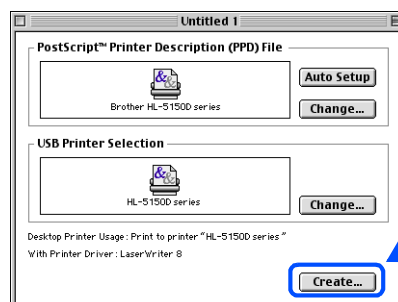 Untitled 1
PostScript™ Printer Description (PPD) File
Auto Setup
Brother HL-5150D series
Change...
USB Printer Selection
HL-5150D series
Change...
Desktop Printer Usage : Print to printer "HL-5150D series "
With Printer Driver : LaserWriter 8
Create...